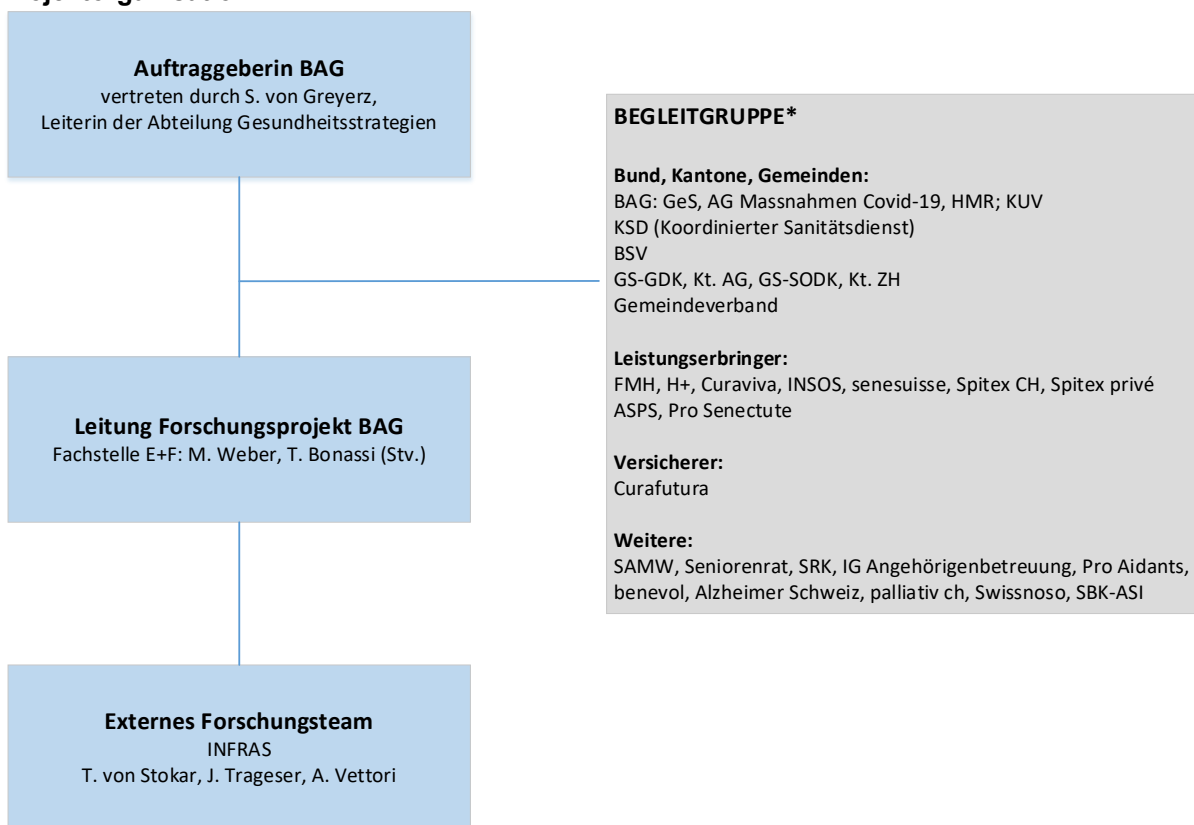 Auftraggeberin BAG
vertreten durch S. von Greyerz,
Leiterin der Abteilung Gesundheitsstrategien
BEGLEITGRUPPE*
Bund, Kantone, Gemeinden:
BAG: GeS, AG Massnahmen Covid-19, HMR; KUV
KSD (Koordinierter Sanitätsdienst)
BSV
GS-GDK, Kt. AG, GS-SODK, Kt. ZH
Gemeindeverband
Leistungserbringer:
FMH, H+, Curaviva, INSOS, senesuisse, Spitex CH, Spitex privé
ASPS, Pro Senectute
Versicherer:
Curafutura
Weitere:
SAMW, Seniorenrat, SRK, IG Angehörigenbetreuung, Pro Aidants,
benevol, Alzheimer Schweiz, palliativ ch, Swissnoso, SBK-ASI
Leitung Forschungsprojekt BAG
Fachstelle E+F: M. Weber, T. Bonassi (Stv.)
Externes Forschungsteam
INFRAS
T. von Stokar, J. Trageser, A. Vettori